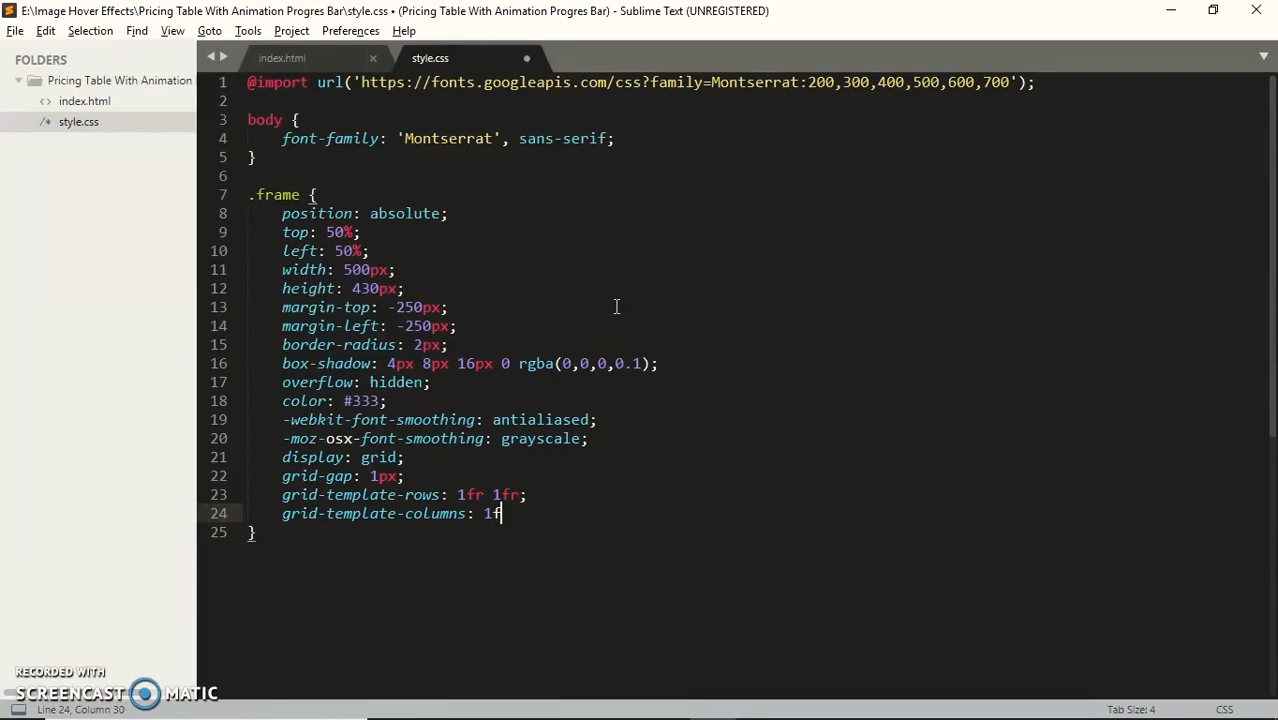 E:\Image Hover Effects\Pricing Table With Animation Progres Bar\style.css • (Pricing Table With Animation Progres Bar) - Sublime Text (UNREGISTERED)
File Edit Selection Find View Goto Tools Project Preferences Help
FOLDERS
Pricing Table With Animation
index.html
style.css
index.html style.css
1 @import url('https://fonts.googleapis.com/css?family=Montserrat:200,300,400,500,600,700');
2
3 body {
4 font-family: 'Montserrat', sans-serif;
5 }
6
7 .frame {
8 position: absolute;
9 top: 50%;
10 left: 50%;
11 width: 500px;
12 height: 430px;
13 margin-top: -250px;
14 margin-left: -250px;
15 border-radius: 2px;
16 box-shadow: 4px 8px 16px 0 rgba(0,0,0,0.1);
17 overflow: hidden;
18 color: #333;
19 -webkit-font-smoothing: antialiased;
20 -moz-osx-font-smoothing: grayscale;
21 display: grid;
22 grid-gap: 1px;
23 grid-template-rows: 1fr 1fr;
24 grid-template-columns: 1f
25 }
RECORDED WITH
SCREENCAST MATIC
Line 24, Column 30
Tab Size: 4
CSS